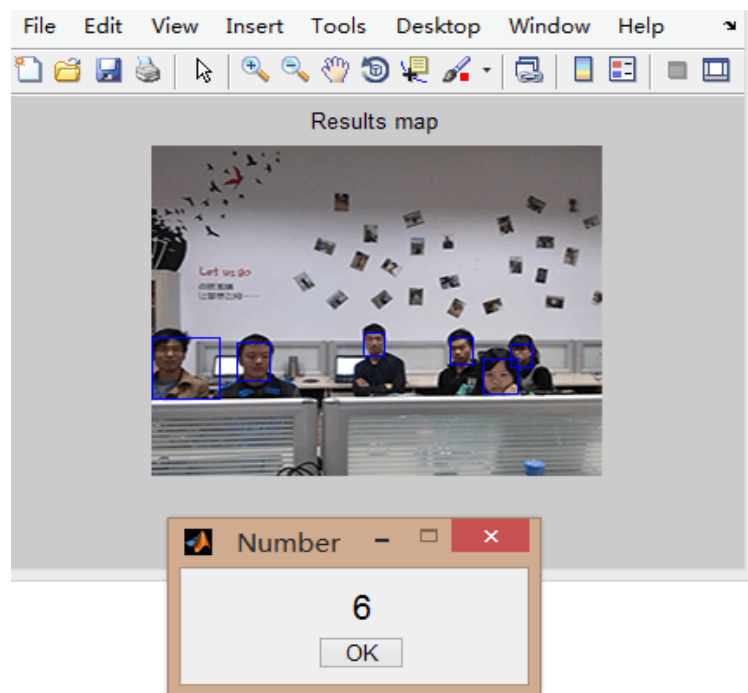 File Edit View Insert Tools Desktop Window Help
Results map
Let us go
Number
6
OK